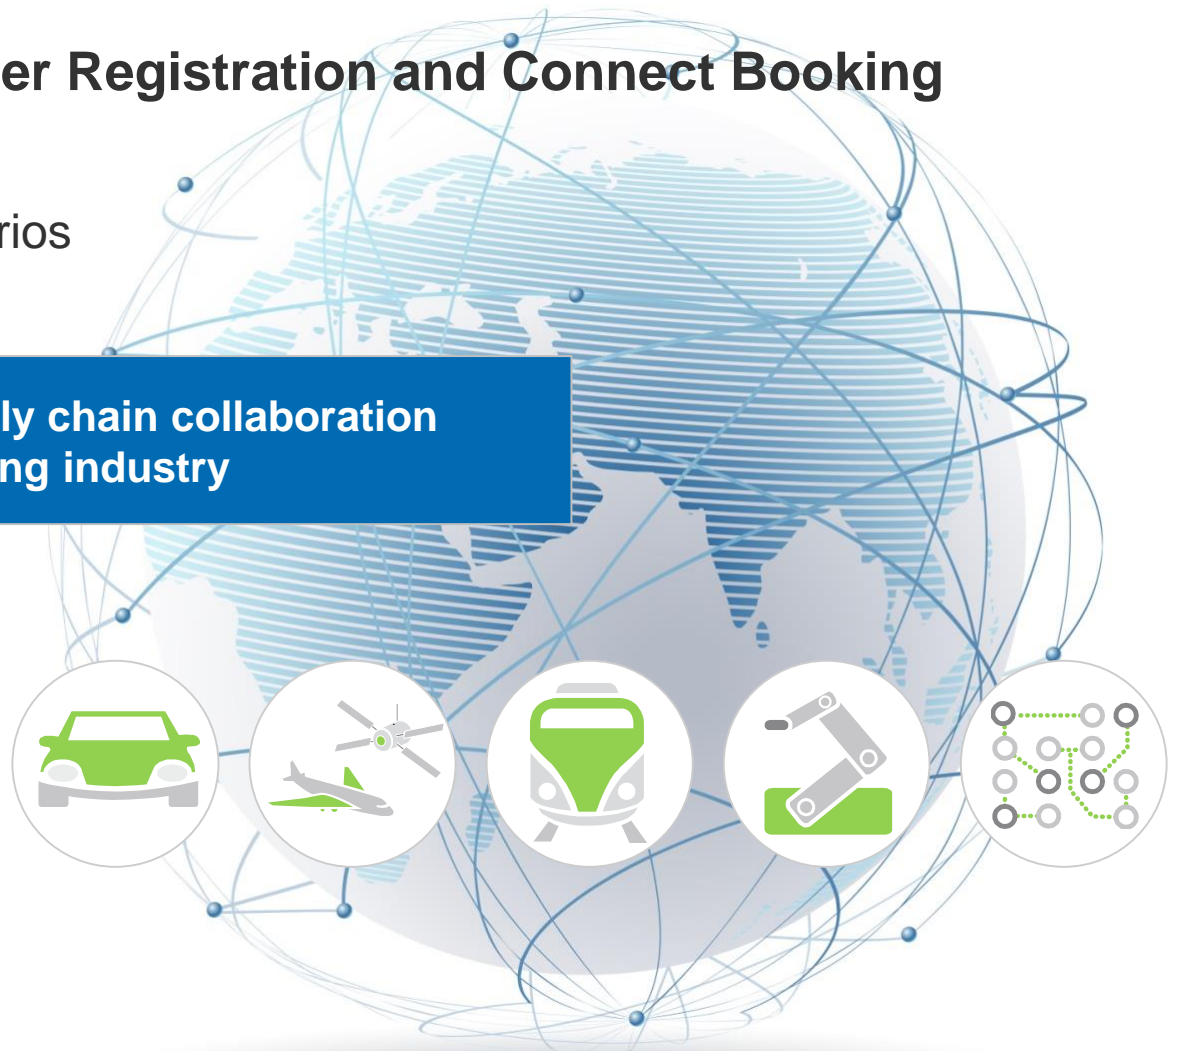 er Registration and Connect Booking
rios
ly chain collaboration
ng industry